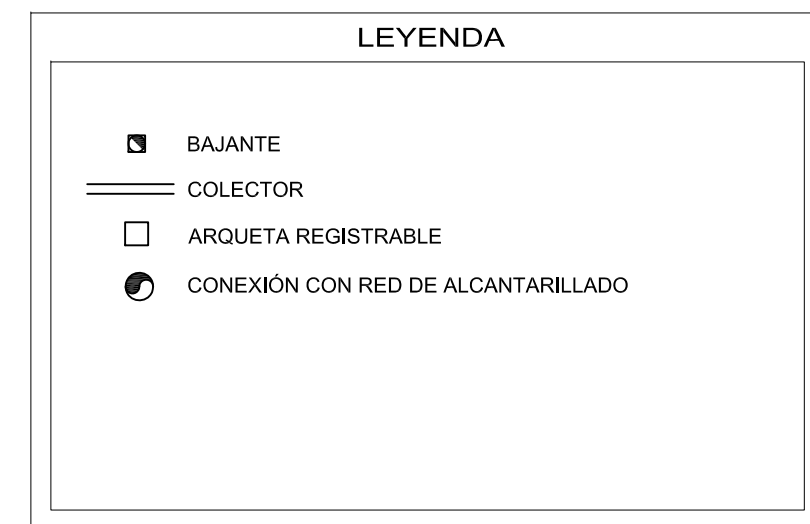 LEYENDA
BAJANTE
COLECTOR
ARQUETA REGISTRABLE
CONEXIÓN CON RED DE ALCANTARILLADO